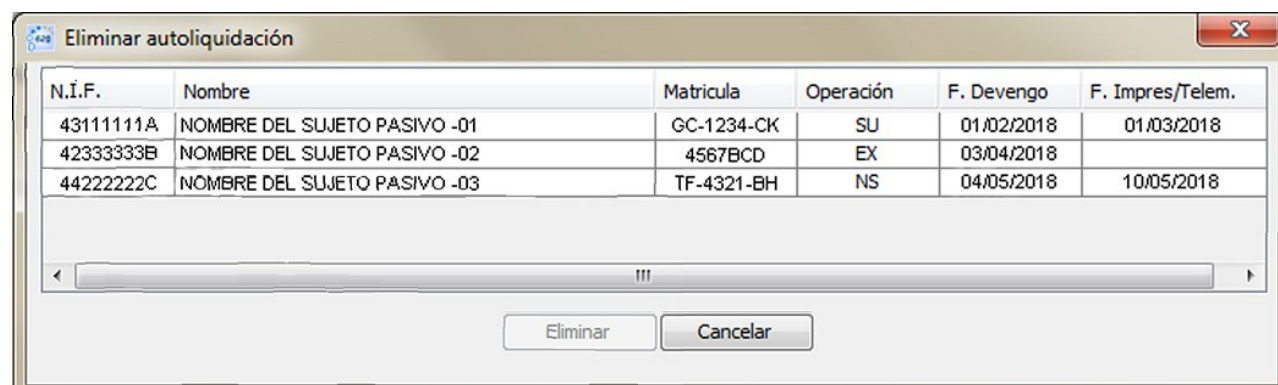 Eliminar autoliquidación
N.I.F. Nombre Matricula Operación F. Devengo F. Impres/Telem.
43111111A NOMBRE DEL SUJETO PASIVO -01 GC-1234-CK SU 01/02/2018 01/03/2018
42333333B NOMBRE DEL SUJETO PASIVO -02 4567BCD EX 03/04/2018
44222222C NOMBRE DEL SUJETO PASIVO -03 TF-4321-BH NS 04/05/2018 10/05/2018
Eliminar Cancelar